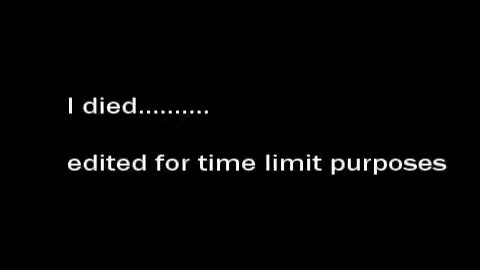 I died..........
edited for time limit purposes